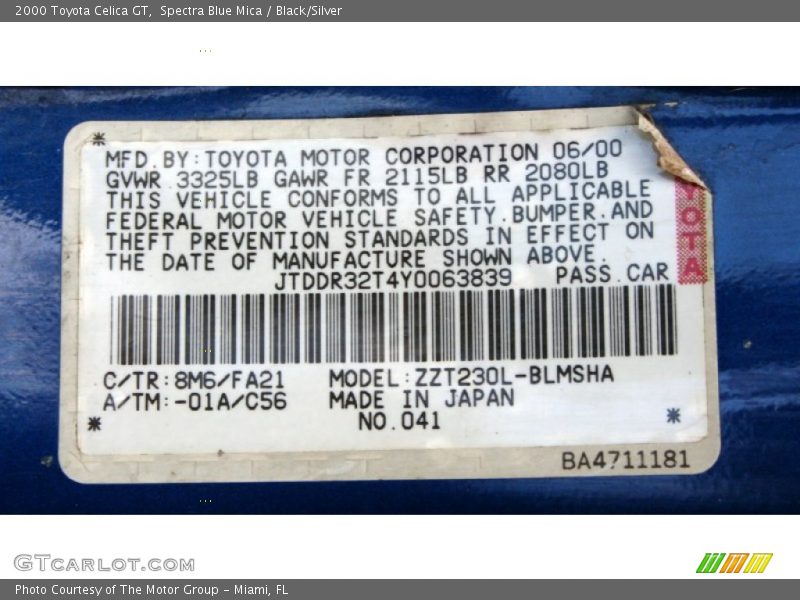 2000 Toyota Celica GT, Spectra Blue Mica / Black/Silver
MFD.BY:TOYOTA MOTOR CORPORATION 06/00
GVWR 3325LB GAWR FR 2115LB RR 2080LB
THIS VEHICLE CONFORMS TO ALL APPLICABLE
FEDERAL MOTOR VEHICLE SAFETY.BUMPER.AND
THEFT PREVENTION STANDARDS IN EFFECT ON
THE DATE OF MANUFACTURE SHOWN ABOVE.
TOYOTA
JTDDR32T4Y0063839 PASS.CAR
C/TR:8M6/FA21 MODEL:ZZT230L-BLMSHA
A/TM:-01A/C56 MADE IN JAPAN
NO.041
BA4711181
GTCARLOT.COM
Photo Courtesy of The Motor Group - Miami, FL